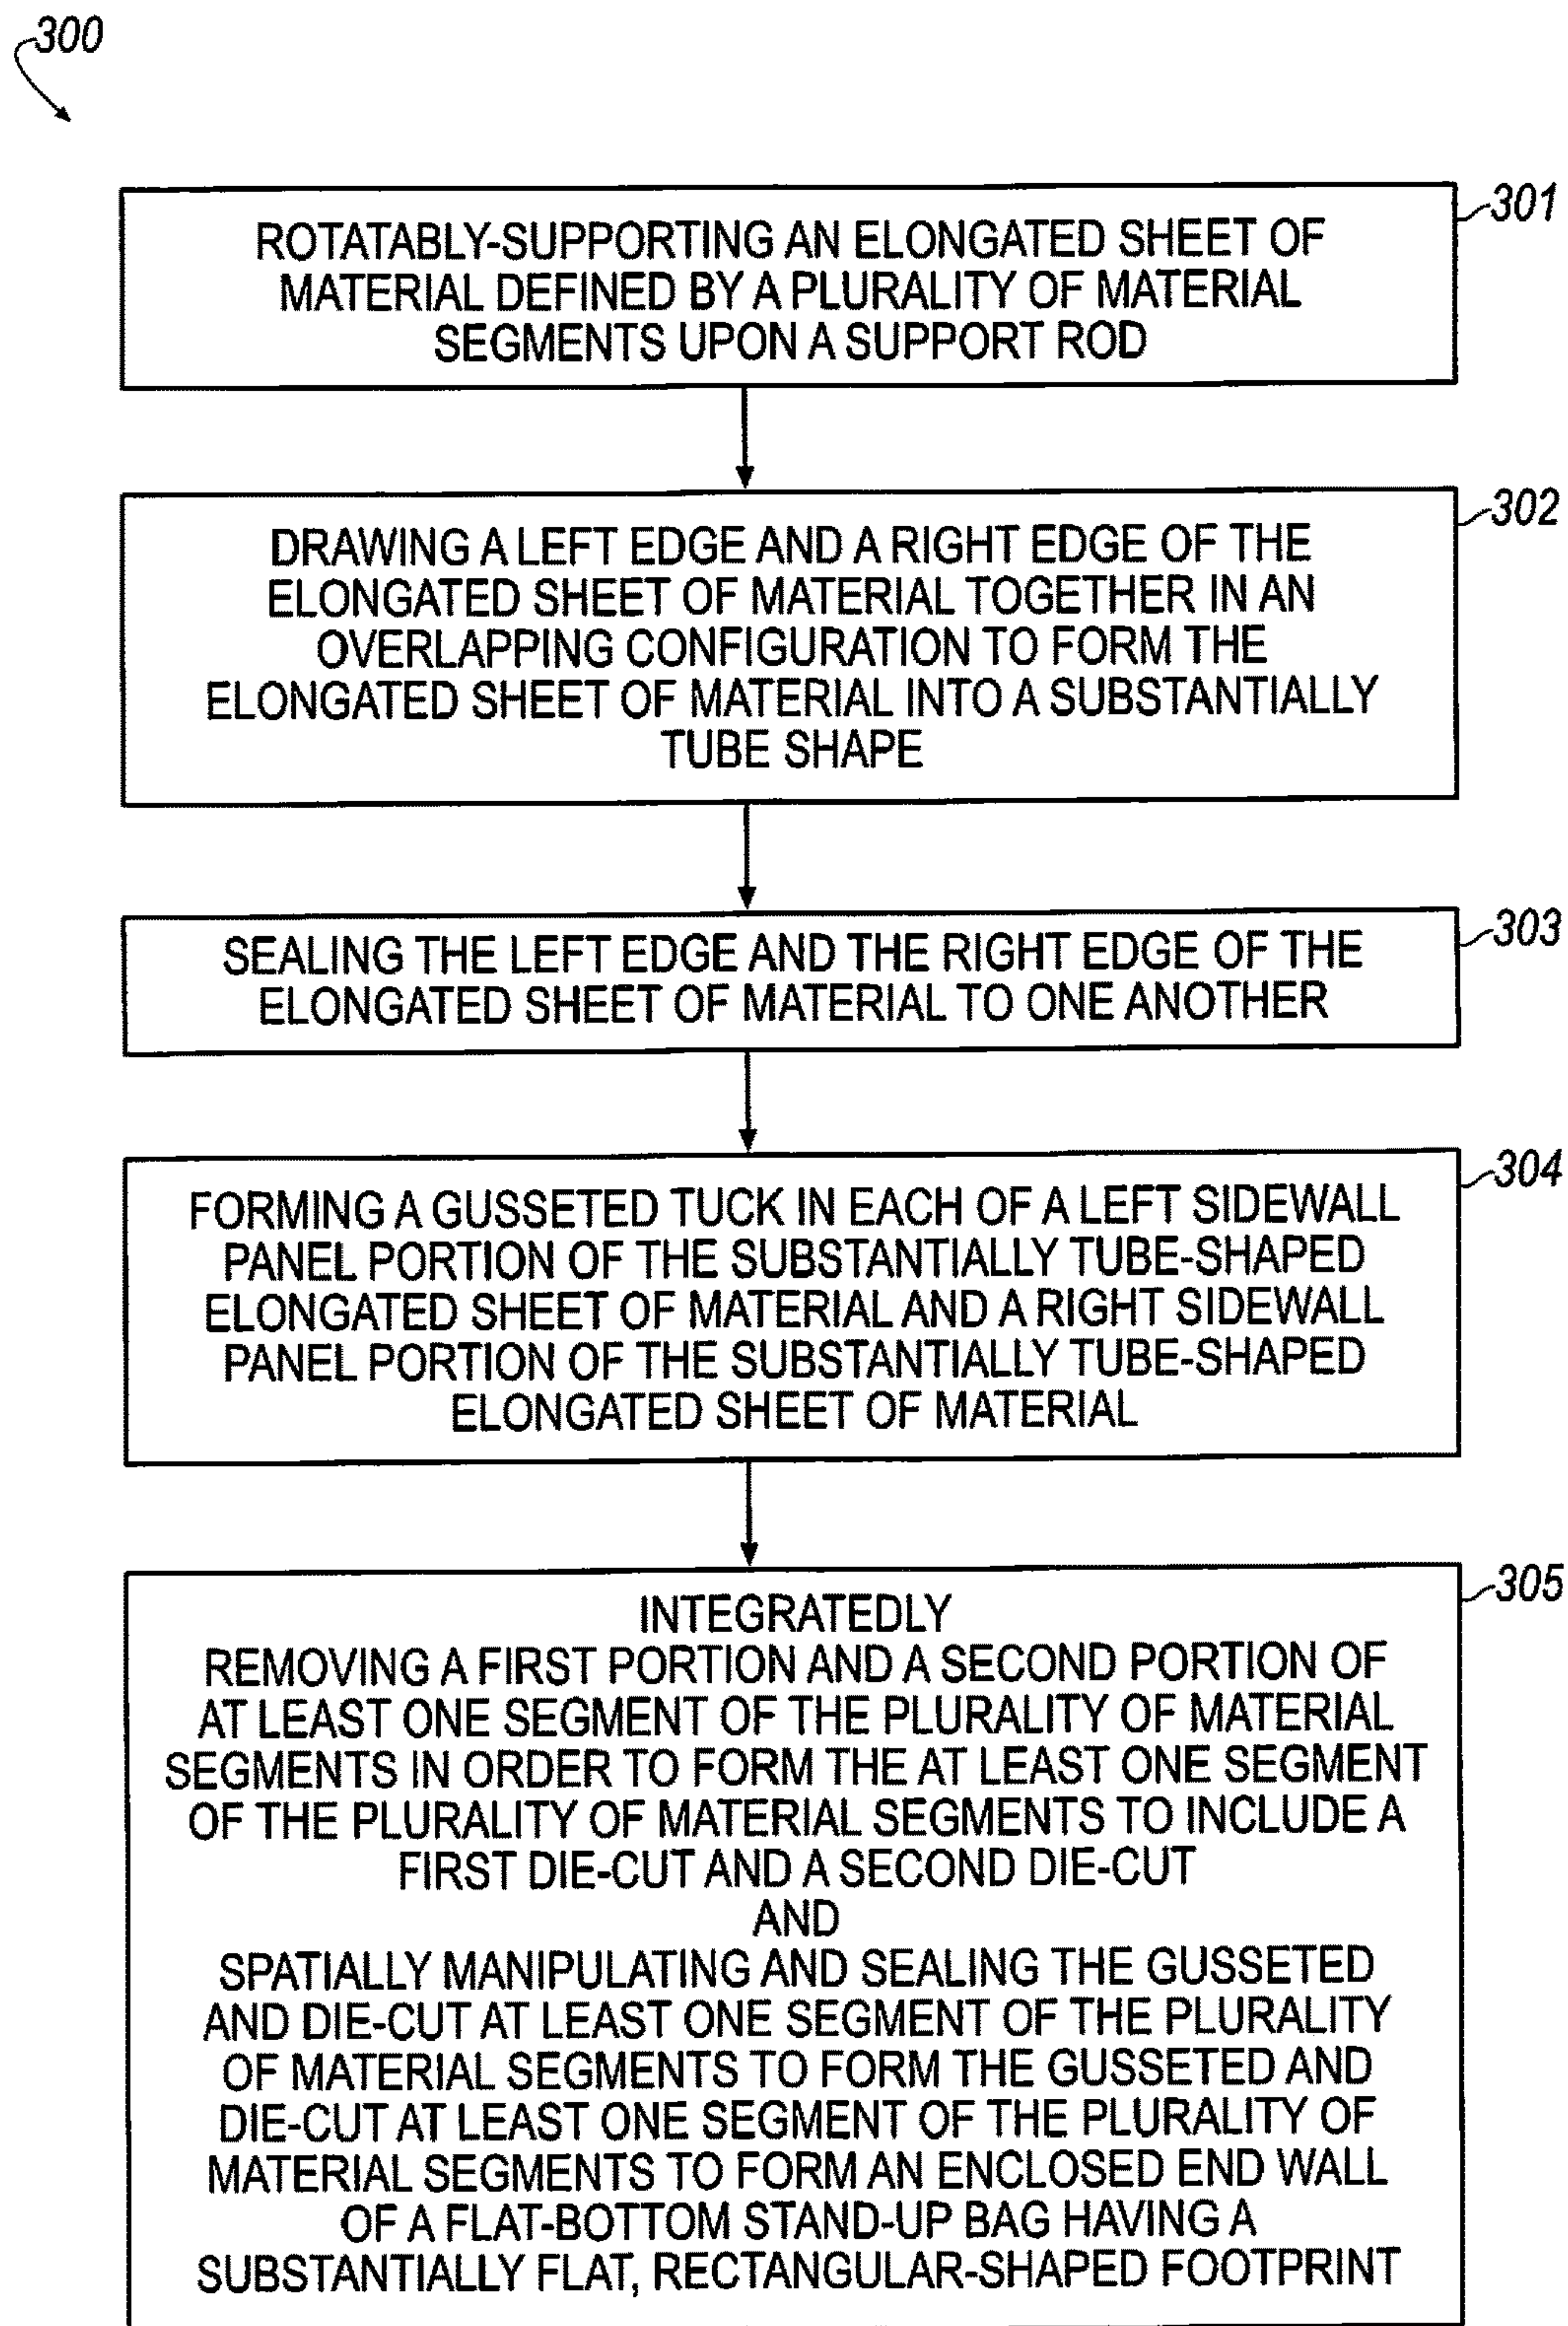 300
301
ROTATABLY-SUPPORTING AN ELONGATED SHEET OF
MATERIAL DEFINED BY A PLURALITY OF MATERIAL
SEGMENTS UPON A SUPPORT ROD
302
DRAWING A LEFT EDGE AND A RIGHT EDGE OF THE
ELONGATED SHEET OF MATERIAL TOGETHER IN AN
OVERLAPPING CONFIGURATION TO FORM THE
ELONGATED SHEET OF MATERIAL INTO A SUBSTANTIALLY
TUBE SHAPE
303
SEALING THE LEFT EDGE AND THE RIGHT EDGE OF THE
ELONGATED SHEET OF MATERIAL TO ONE ANOTHER
304
FORMING A GUSSETED TUCK IN EACH OF A LEFT SIDEWALL
PANEL PORTION OF THE SUBSTANTIALLY TUBE-SHAPED
ELONGATED SHEET OF MATERIAL AND A RIGHT SIDEWALL
PANEL PORTION OF THE SUBSTANTIALLY TUBE-SHAPED
ELONGATED SHEET OF MATERIAL
305
INTEGRATEDLY
REMOVING A FIRST PORTION AND A SECOND PORTION OF
AT LEAST ONE SEGMENT OF THE PLURALITY OF MATERIAL
SEGMENTS IN ORDER TO FORM THE AT LEAST ONE SEGMENT
OF THE PLURALITY OF MATERIAL SEGMENTS TO INCLUDE A
FIRST DIE-CUT AND A SECOND DIE-CUT
AND
SPATIALLY MANIPULATING AND SEALING THE GUSSETED
AND DIE-CUT AT LEAST ONE SEGMENT OF THE PLURALITY
OF MATERIAL SEGMENTS TO FORM THE GUSSETED AND
DIE-CUT AT LEAST ONE SEGMENT OF THE PLURALITY OF
MATERIAL SEGMENTS TO FORM AN ENCLOSED END WALL
OF A FLAT-BOTTOM STAND-UP BAG HAVING A
SUBSTANTIALLY FLAT, RECTANGULAR-SHAPED FOOTPRINT